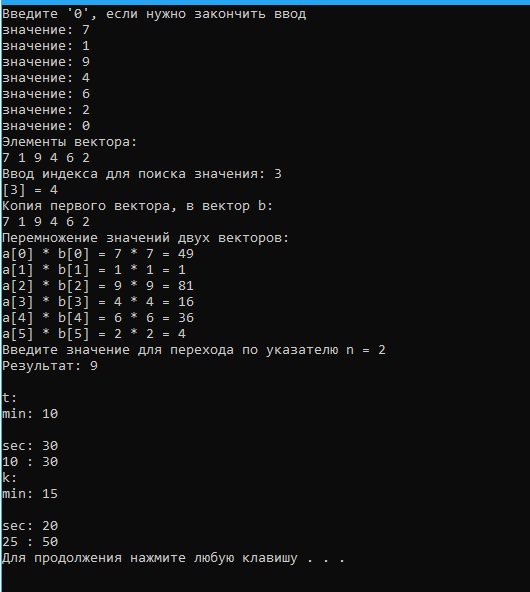 Введите '0', если нужно закончить ввод
значение: 7
значение: 1
значение: 9
значение: 4
значение: 6
значение: 2
значение: 0
Элементы вектора:
7 1 9 4 6 2
Ввод индекса для поиска значения: 3
[3] = 4
Копия первого вектора, в вектор b:
7 1 9 4 6 2
Перемножение значений двух векторов:
a[0] * b[0] = 7 * 7 = 49
a[1] * b[1] = 1 * 1 = 1
a[2] * b[2] = 9 * 9 = 81
a[3] * b[3] = 4 * 4 = 16
a[4] * b[4] = 6 * 6 = 36
a[5] * b[5] = 2 * 2 = 4
Введите значение для перехода по указателю n = 2
Результат: 9
t:
min: 10
sec: 30
10 : 30
k:
min: 15
sec: 20
25 : 50
Для продолжения нажмите любую клавишу . . .